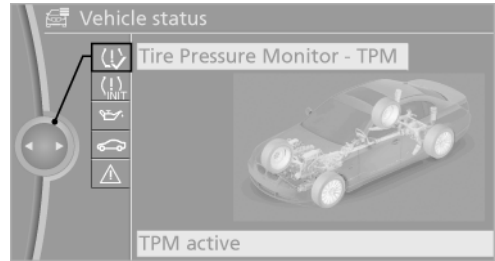 Vehicle status
Tire Pressure Monitor - TPM
INIT
TPM active